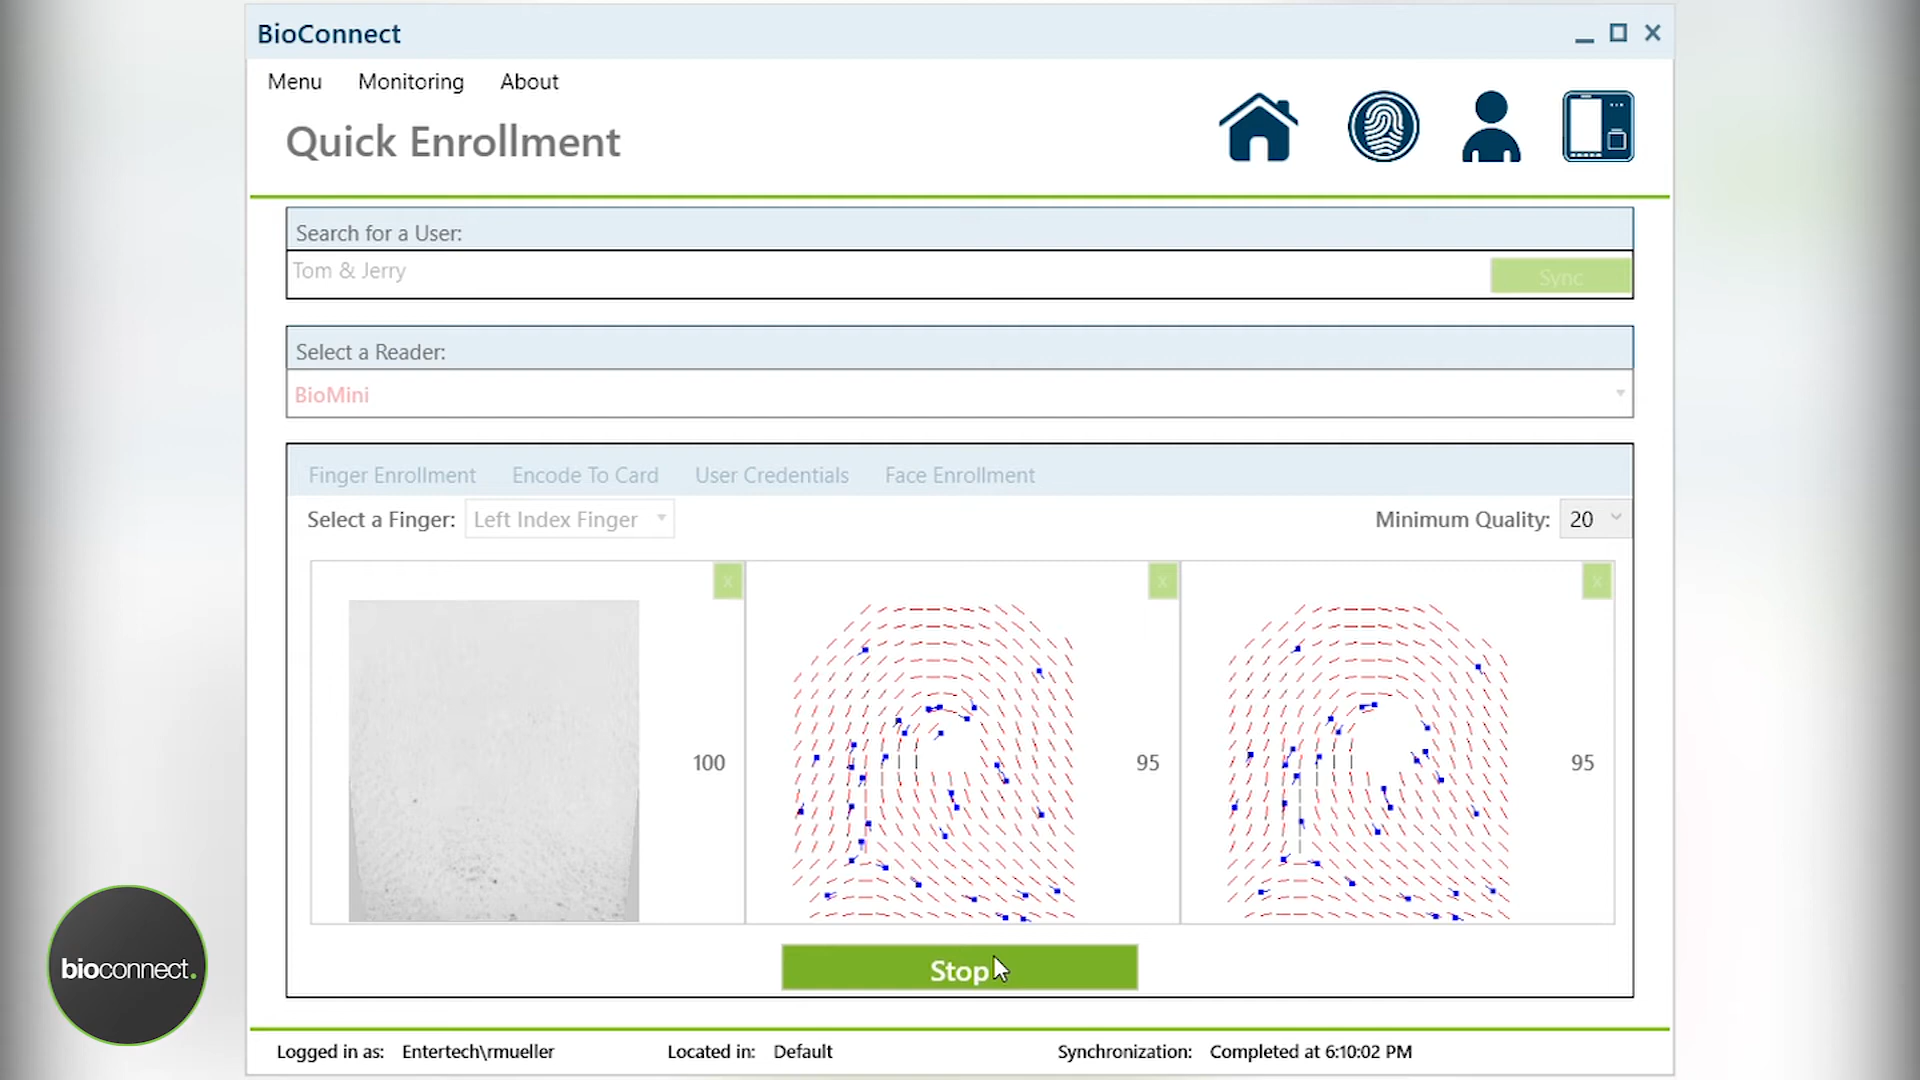 BioConnect
Menu Monitoring About
Quick Enrollment
Search for a User:
Tom & Jerry
Sync
Select a Reader:
BioMini
Finger Enrollment Encode To Card User Credentials Face Enrollment
Select a Finger: Left Index Finger Minimum Quality: 20
x x x
100 95 95
Stop
bioconnect.
Logged in as: Entertech\rmueller Located in: Default Synchronization: Completed at 6:10:02 PM